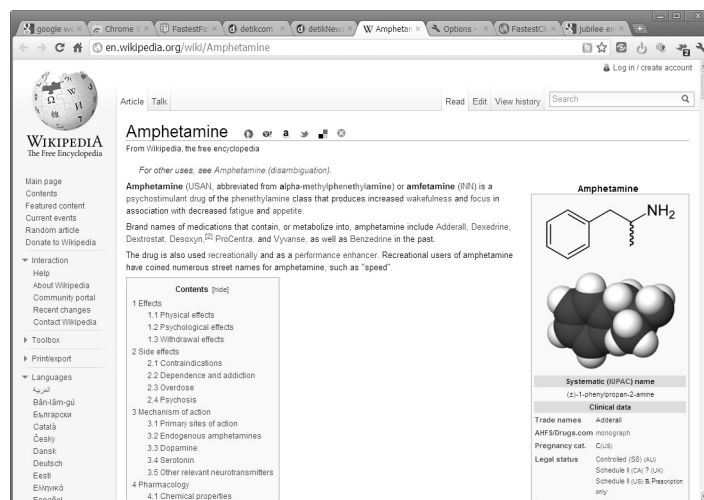 google we
Chrome
FastestFo
detikcom
detikNews
W Amphetan
Options -
FastestCh
jubilee en
en.wikipedia.org/wiki/Amphetamine
2
Log in / create account
Article Talk
Read Edit View history Search
WIKIPEDIA
The Free Encyclopedia
Main page
Contents
Featured content
Current events
Random article
Donate to Wikipedia
Interaction
Help
About Wikipedia
Community portal
Recent changes
Contact Wikipedia
Toolbox
Print/export
Languages
العربية
Bân-lâm-gú
Български
Català
Česky
Dansk
Deutsch
Eesti
Ελληνικά
Español
Amphetamine
From Wikipedia, the free encyclopedia
For other uses, see Amphetamine (disambiguation).
Amphetamine (USAN, abbreviated from alpha-methylphenethylamine) or amfetamine (INN) is a
psychostimulant drug of the phenethylamine class that produces increased wakefulness and focus in
association with decreased fatigue and appetite.
Brand names of medications that contain, or metabolize into, amphetamine include Adderall, Dexedrine,
Dextrostat, Desoxyn,[2] ProCentra, and Vyvanse, as well as Benzedrine in the past.
The drug is also used recreationally and as a performance enhancer. Recreational users of amphetamine
have coined numerous street names for amphetamine, such as "speed".
Contents [hide]
1 Effects
1.1 Physical effects
1.2 Psychological effects
1.3 Withdrawal effects
2 Side effects
2.1 Contraindications
2.2 Dependence and addiction
2.3 Overdose
2.4 Psychosis
3 Mechanism of action
3.1 Primary sites of action
3.2 Endogenous amphetamines
3.3 Dopamine
3.4 Serotonin
3.5 Other relevant neurotransmitters
4 Pharmacology
4.1 Chemical properties
Amphetamine
NH2
Systematic (IUPAC) name
(±)-1-phenylpropan-2-amine
Clinical data
Trade names Adderall
AHFS/Drugs.com monograph
Pregnancy cat. C(US)
Legal status Controlled (S8) (AU)
Schedule I (CA) ? (UK)
Schedule II (US) ℞ Prescription
only